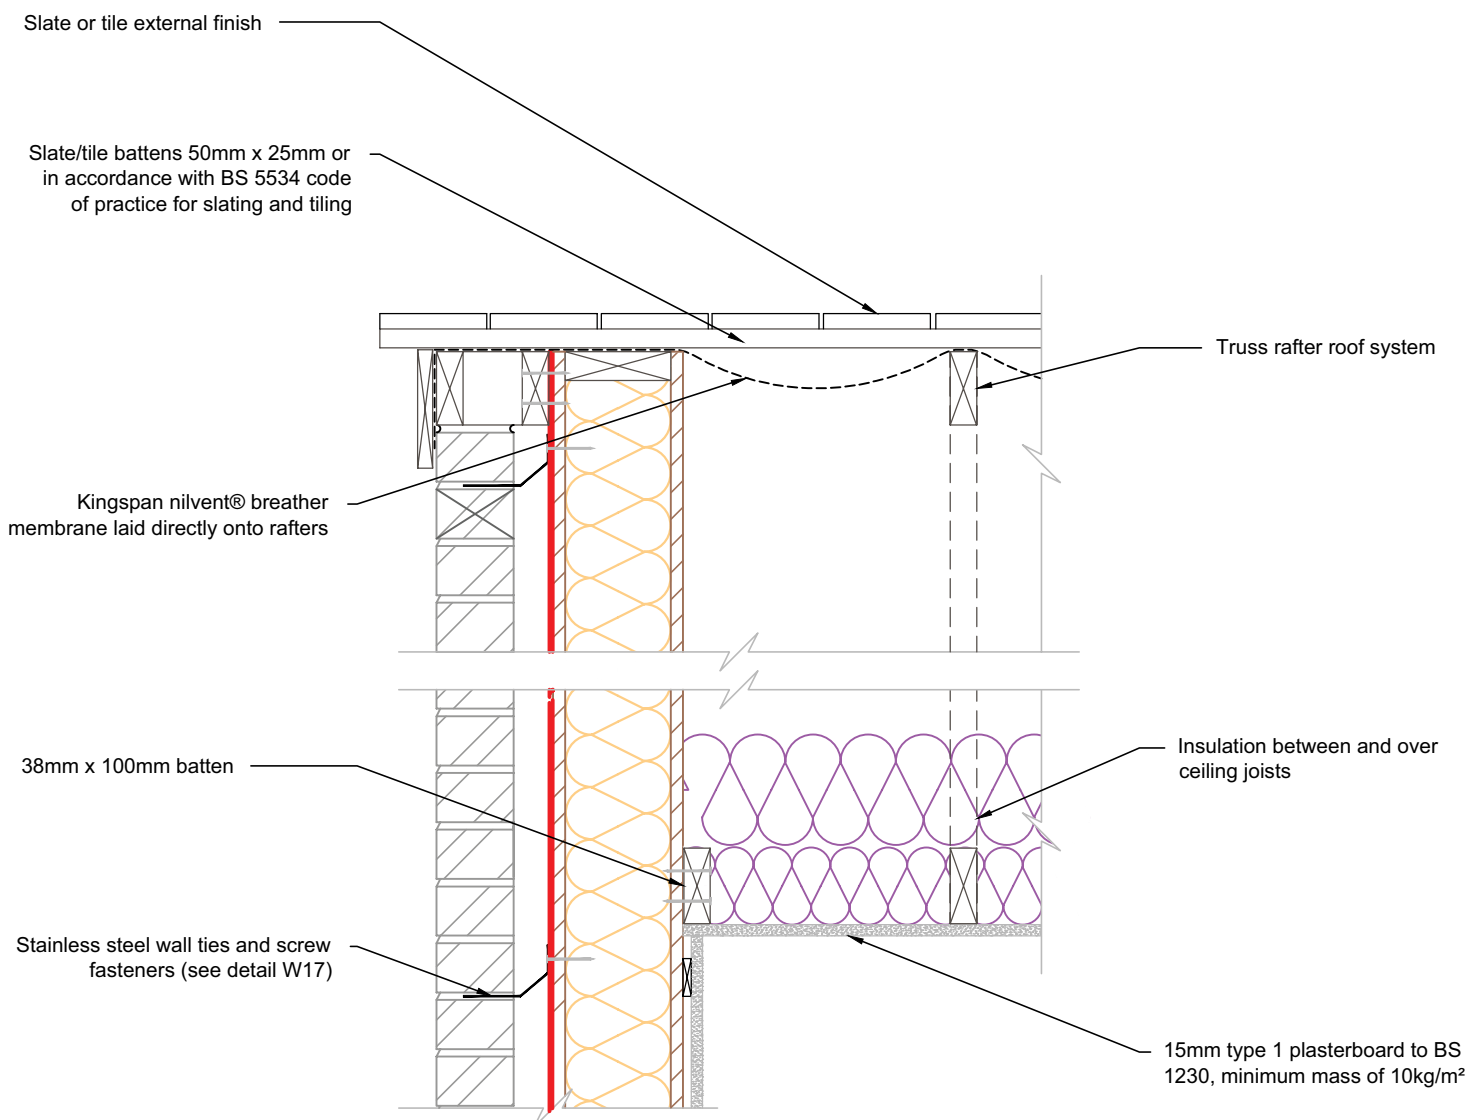 Slate or tile external finish
Slate/tile battens 50mm x 25mm or
in accordance with BS 5534 code
of practice for slating and tiling
Truss rafter roof system
Kingspan nilvent® breather
membrane laid directly onto rafters
38mm x 100mm batten
Insulation between and over
ceiling joists
Stainless steel wall ties and screw
fasteners (see detail W17)
15mm type 1 plasterboard to BS
1230, minimum mass of 10kg/m²